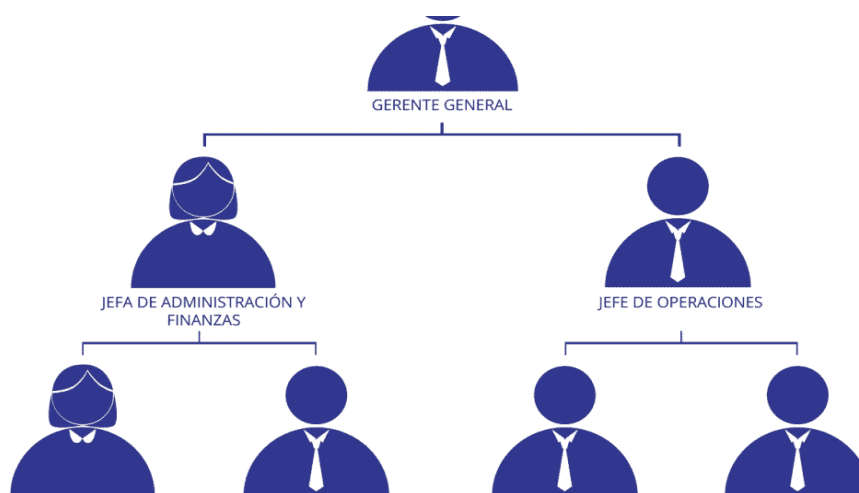 GERENTE GENERAL
JEFA DE ADMINISTRACIÓN Y
FINANZAS
JEFE DE OPERACIONES